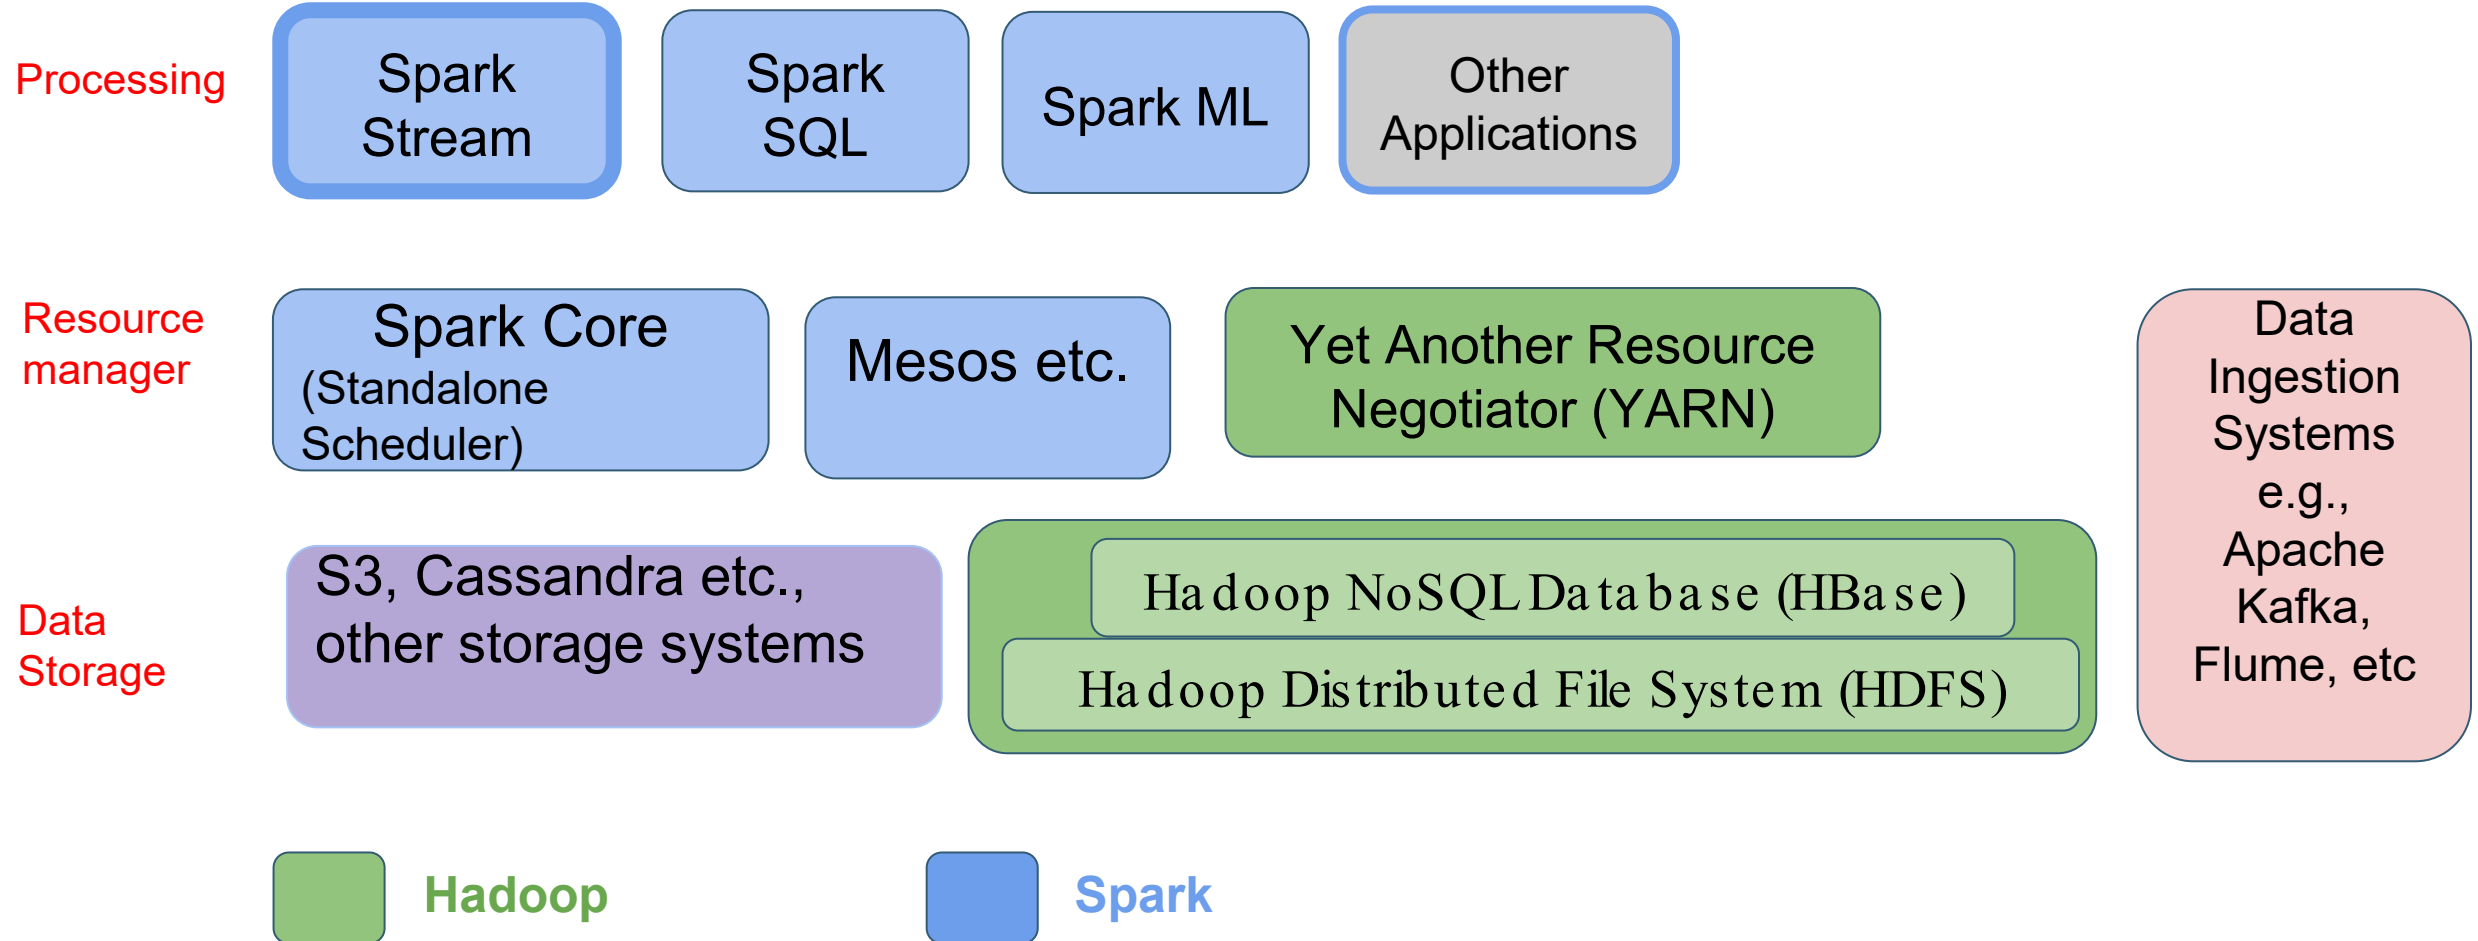 Processing
Spark
Stream
Spark
SQL
Spark ML
Other
Applications
Resource
manager
Spark Core
(Standalone
Scheduler)
Mesos etc.
Yet Another Resource
Negotiator (YARN)
Data
Ingestion
Systems
e.g.,
Apache
Kafka,
Flume, etc
Data
Storage
S3, Cassandra etc.,
other storage systems
Hadoop NoSQL Database (HBase)
Hadoop Distributed File System (HDFS)
Hadoop
Spark